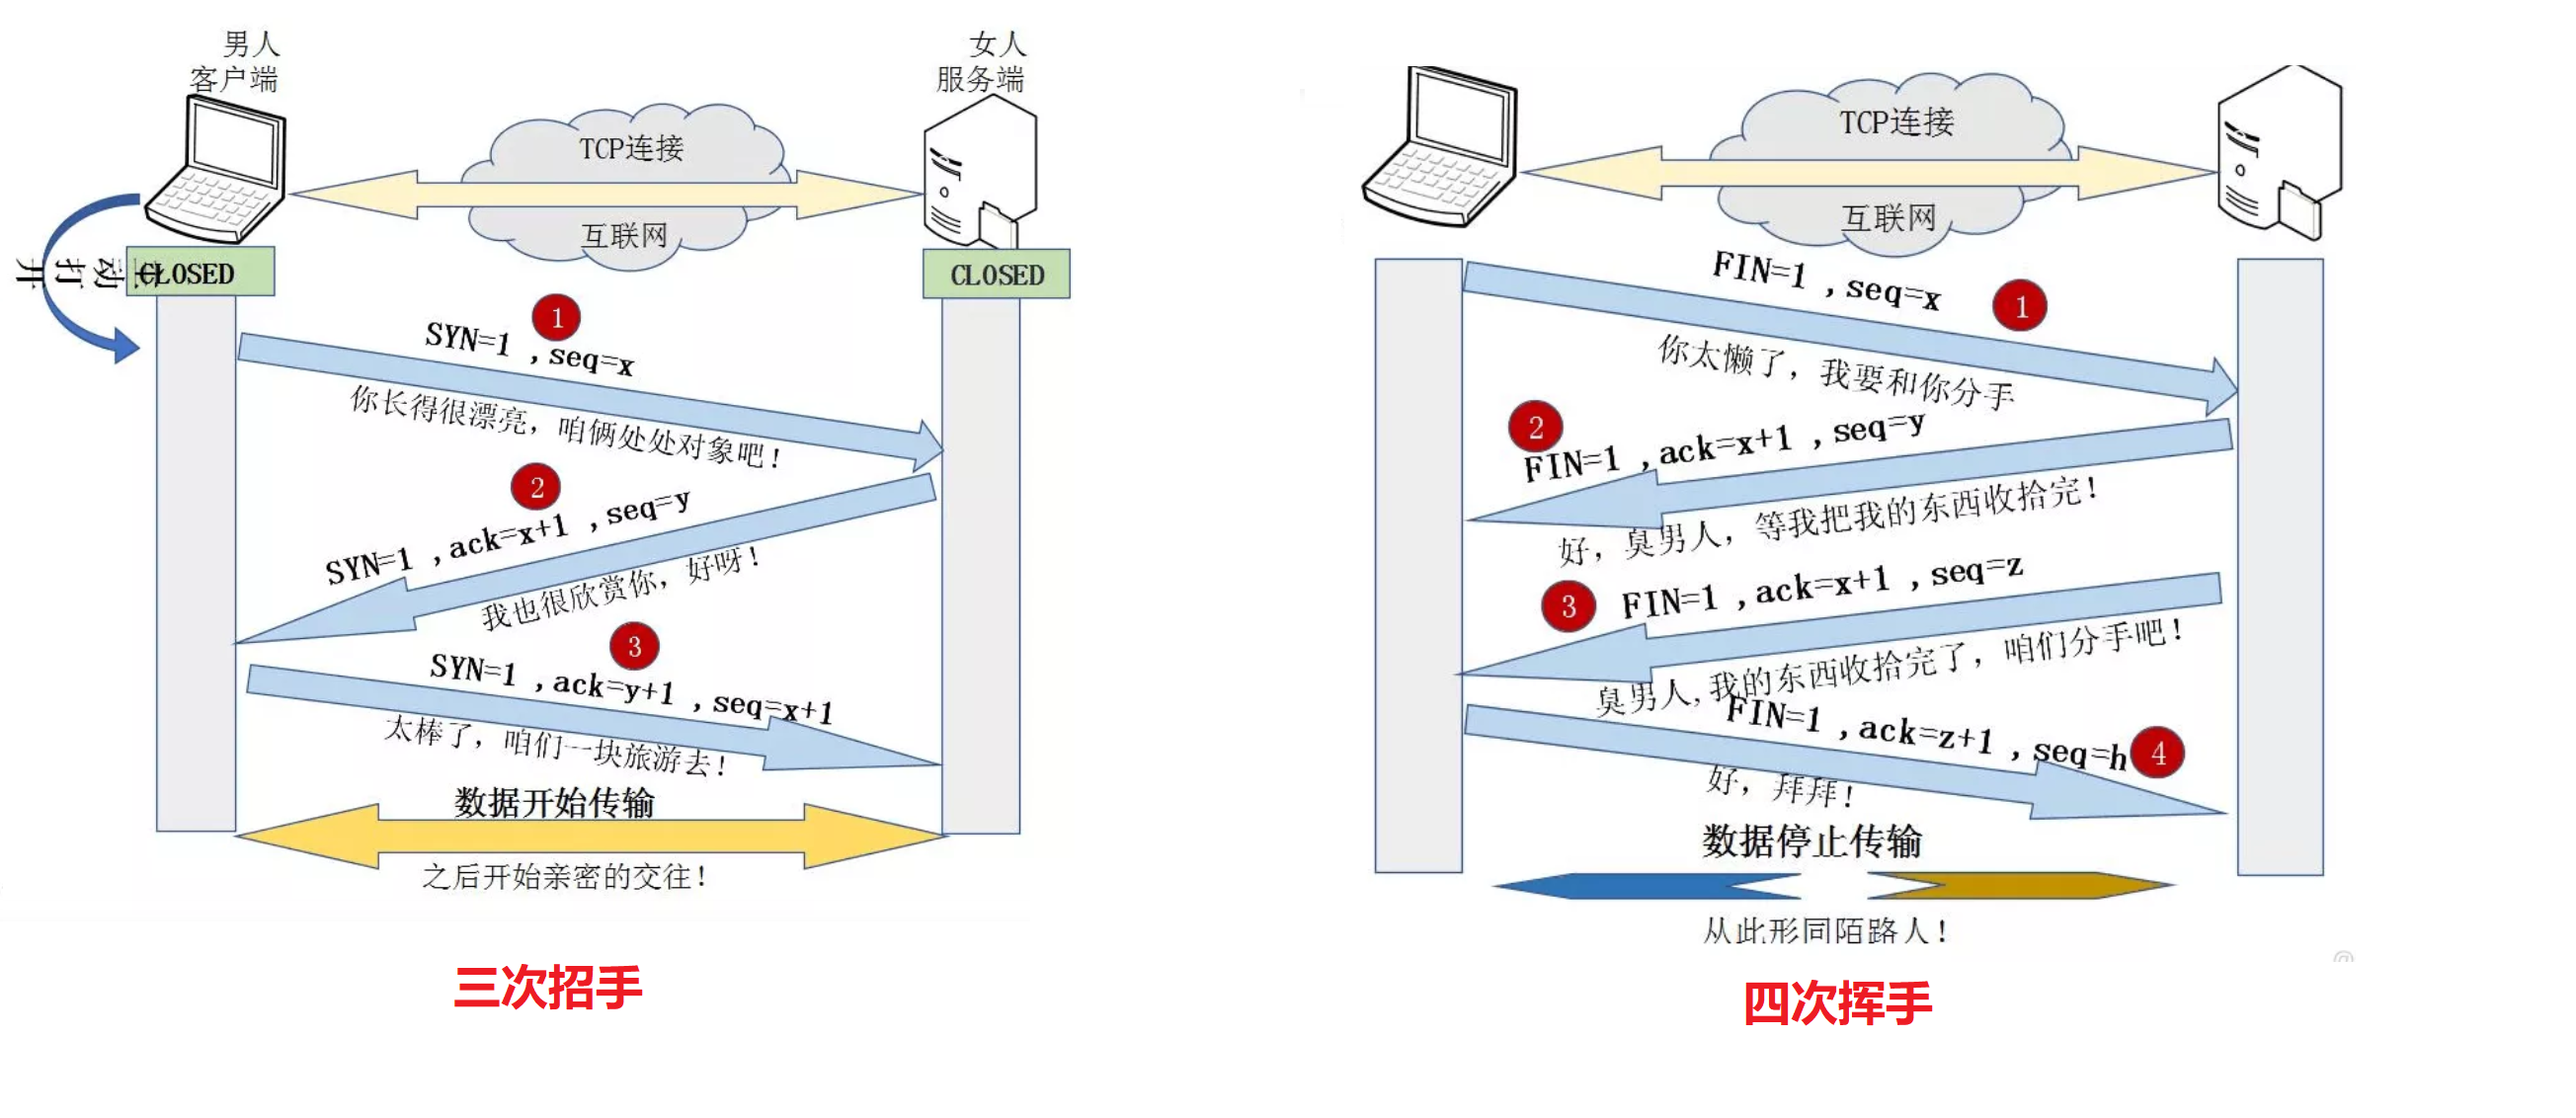 男人
客户端
女人
服务端
TCP连接
互联网
主动打开
CLOSED
CLOSED
1
SYN=1 ,seq=x
你长得很漂亮，咱俩处处对象吧！
2
SYN=1 ,ack=x+1 ,seq=y
我也很欣赏你，好呀！
3
SYN=1 ,ack=y+1 ,seq=x+1
太棒了，咱们一块旅游去！
数据开始传输
之后开始亲密的交往！
三次招手
TCP连接
互联网
FIN=1 ,seq=x
1
你太懒了，我要和你分手
2
FIN=1 ,ack=x+1 ,seq=y
好，臭男人，等我把我的东西收拾完！
3
FIN=1 ,ack=x+1 ,seq=z
臭男人,我的东西收拾完了，咱们分手吧！
FIN=1 ,ack=z+1 ,seq=h
4
好，拜拜！
数据停止传输
从此形同陌路人！
@
四次挥手